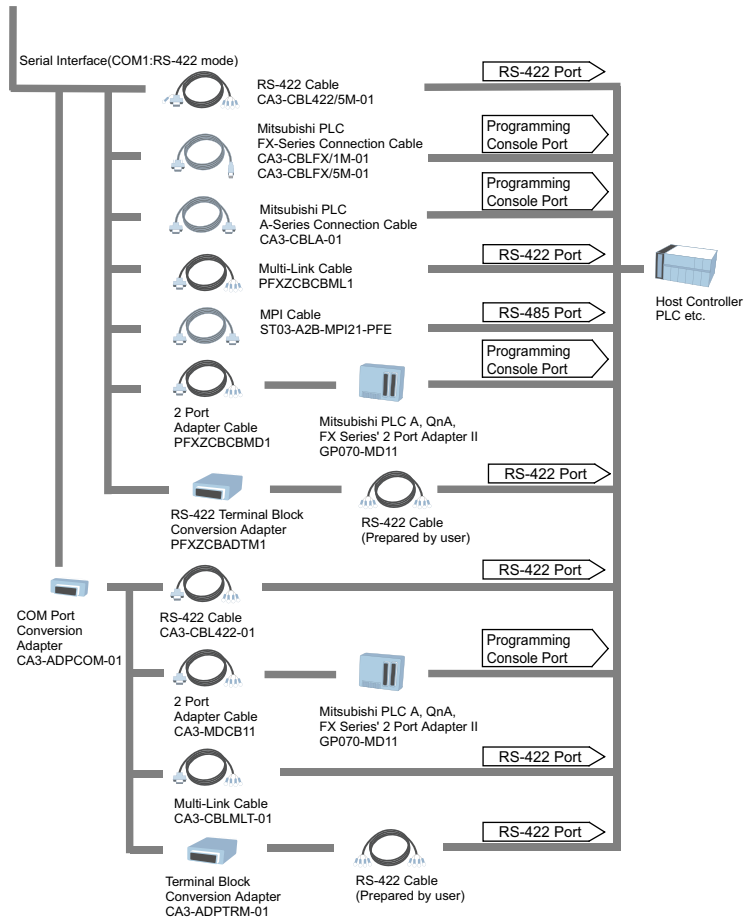 Serial Interface(COM1:RS-422 mode)
RS-422 Cable
CA3-CBL422/5M-01
RS-422 Port
Mitsubishi PLC
FX-Series Connection Cable
CA3-CBLFX/1M-01
CA3-CBLFX/5M-01
Programming
Console Port
Mitsubishi PLC
A-Series Connection Cable
CA3-CBLA-01
Programming
Console Port
Multi-Link Cable
PFXZCBCBML1
RS-422 Port
Host Controller
PLC etc.
MPI Cable
ST03-A2B-MPI21-PFE
RS-485 Port
2 Port
Adapter Cable
PFXZCBCBMD1
Mitsubishi PLC A, QnA,
FX Series' 2 Port Adapter II
GP070-MD11
Programming
Console Port
RS-422 Terminal Block
Conversion Adapter
PFXZCBADTM1
RS-422 Cable
(Prepared by user)
RS-422 Port
COM Port
Conversion
Adapter
CA3-ADPCOM-01
RS-422 Cable
CA3-CBL422-01
RS-422 Port
2 Port
Adapter Cable
CA3-MDCB11
Mitsubishi PLC A, QnA,
FX Series' 2 Port Adapter II
GP070-MD11
Programming
Console Port
Multi-Link Cable
CA3-CBLMLT-01
RS-422 Port
Terminal Block
Conversion Adapter
CA3-ADPTRM-01
RS-422 Cable
(Prepared by user)
RS-422 Port